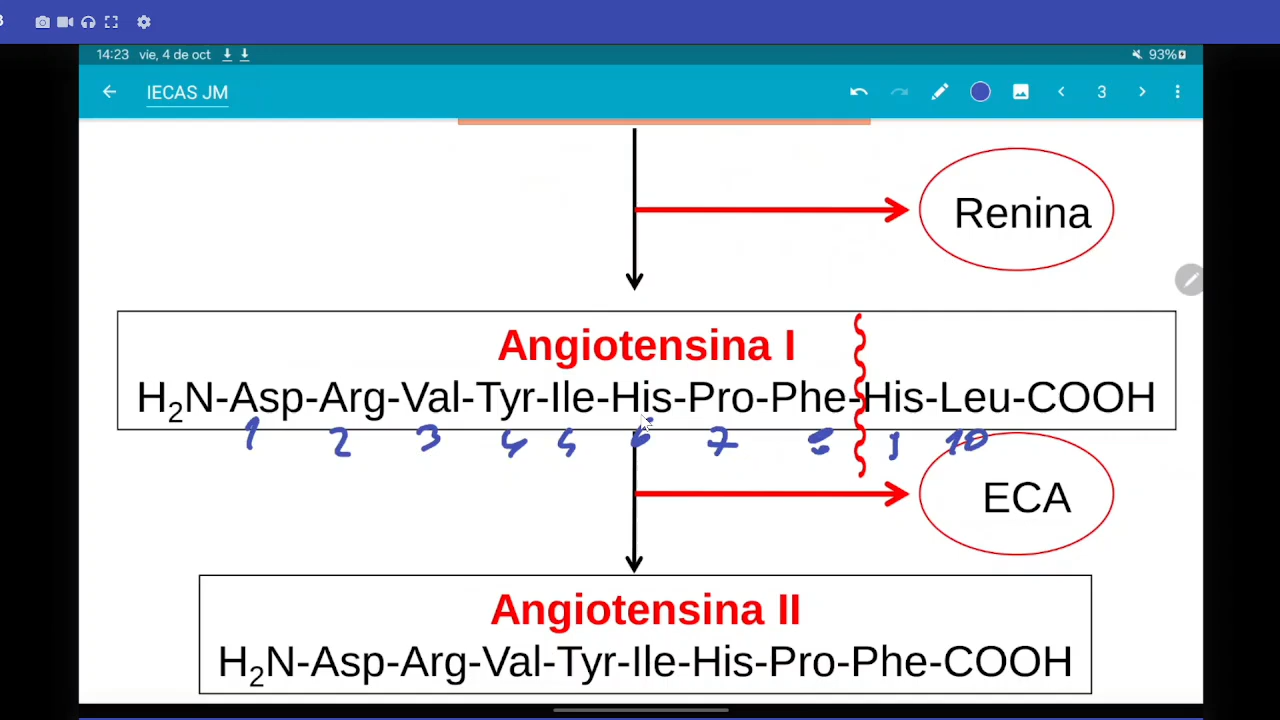 14:23 vie, 4 de oct 93%
IECAS JM 3
Renina
Angiotensina I
H₂N-Asp-Arg-Val-Tyr-Ile-His-Pro-Phe-His-Leu-COOH
1 2 3 4 5 6 7 8 9 10
ECA
Angiotensina II
H₂N-Asp-Arg-Val-Tyr-Ile-His-Pro-Phe-COOH